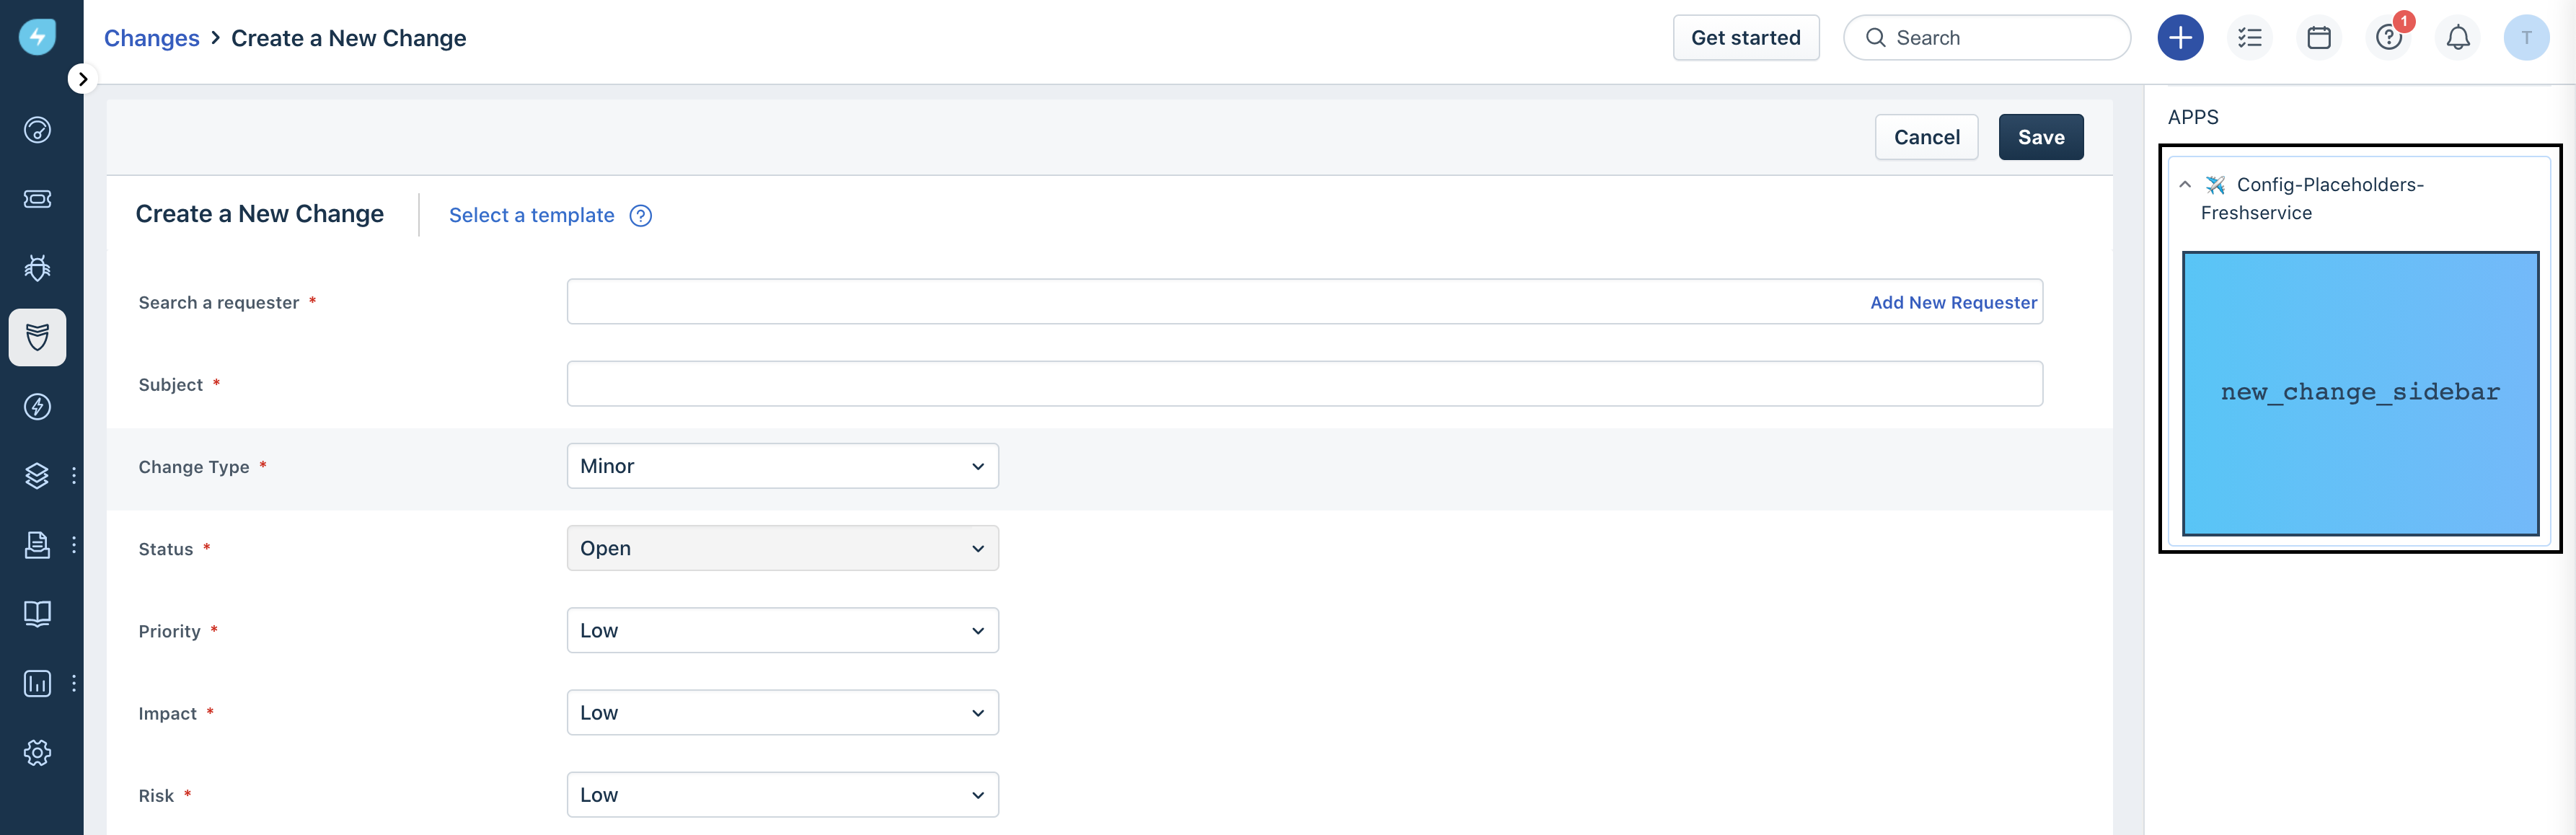 Changes > Create a New Change
Get started
Search
1
T
Cancel
Save
Create a New Change
Select a template ?
Search a requester *
Add New Requester
Subject *
Change Type *
Minor
Status *
Open
Priority *
Low
Impact *
Low
Risk *
Low
APPS
Config-Placeholders-
Freshservice
new_change_sidebar